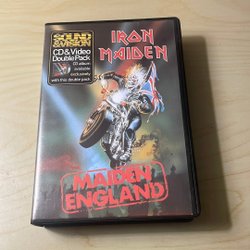 SOUND
&VISION
CD & Video
Double Pack
CD album
available
exclusively
with this double pack
IRON
MAIDEN
MAIDEN
ENGLAND